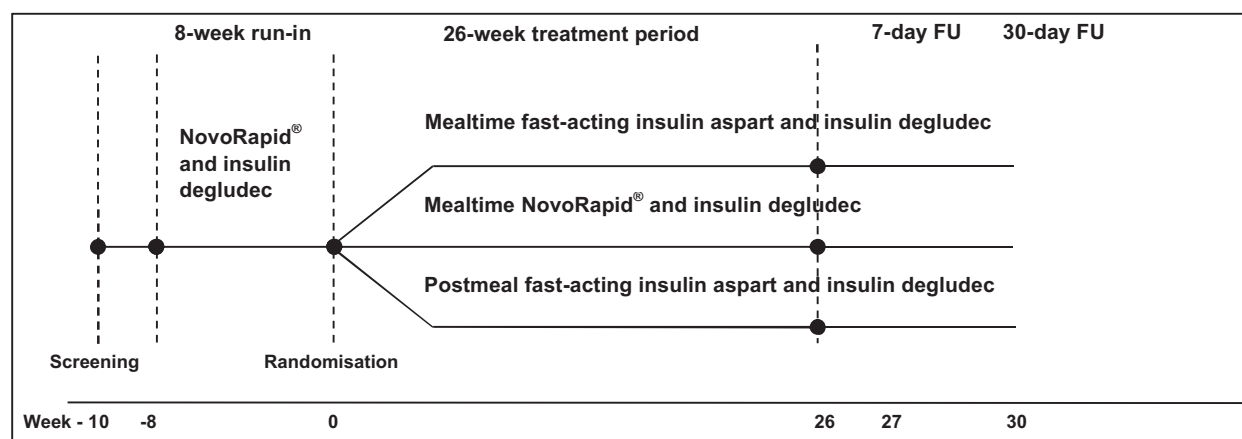 8-week run-in 26-week treatment period 7-day FU 30-day FU
Mealtime fast-acting insulin aspart and insulin degludec
NovoRapid®
and insulin
degludec
Mealtime NovoRapid® and insulin degludec
Postmeal fast-acting insulin aspart and insulin degludec
Screening Randomisation
Week - 10 -8 0 26 27 30